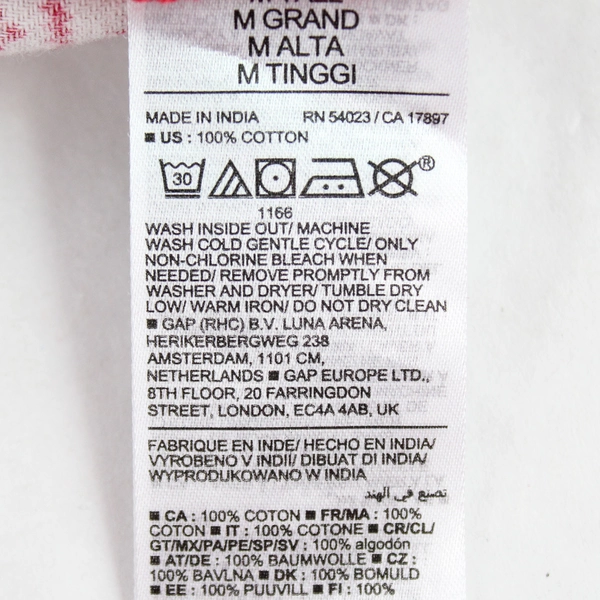 M GRAND
M ALTA
M TINGGI
MADE IN INDIA RN 54023 / CA 17897
■ US : 100% COTTON
30
®
1166
WASH INSIDE OUT/ MACHINE
WASH COLD GENTLE CYCLE/ ONLY
NON-CHLORINE BLEACH WHEN
NEEDED/ REMOVE PROMPTLY FROM
WASHER AND DRYER/ TUMBLE DRY
LOW/ WARM IRON/ DO NOT DRY CLEAN
■ GAP (RHC) B.V. LUNA ARENA,
HERIKERBERGWEG 238
AMSTERDAM, 1101 CM,
NETHERLANDS ■ GAP EUROPE LTD.,
8TH FLOOR, 20 FARRINGDON
STREET, LONDON, EC4A 4AB, UK
FABRIQUE EN INDE/ HECHO EN INDIA/
VYROBENO V INDII/ DIBUAT DI INDIA/
WYPRODUKOWANO W INDIA
تصنيع في الهند
■ CA : 100% COTON ■ FR/MA : 100%
COTON ■ IT : 100% COTONE ■ CR/CL/
GT/MX/PA/PE/SP/SV : 100% algodón
■ AT/DE : 100% BAUMWOLLE ■ CZ :
100% BAVLNA ■ DK : 100% BOMULD
■ EE : 100% PUUVILL ■ FI : 100%